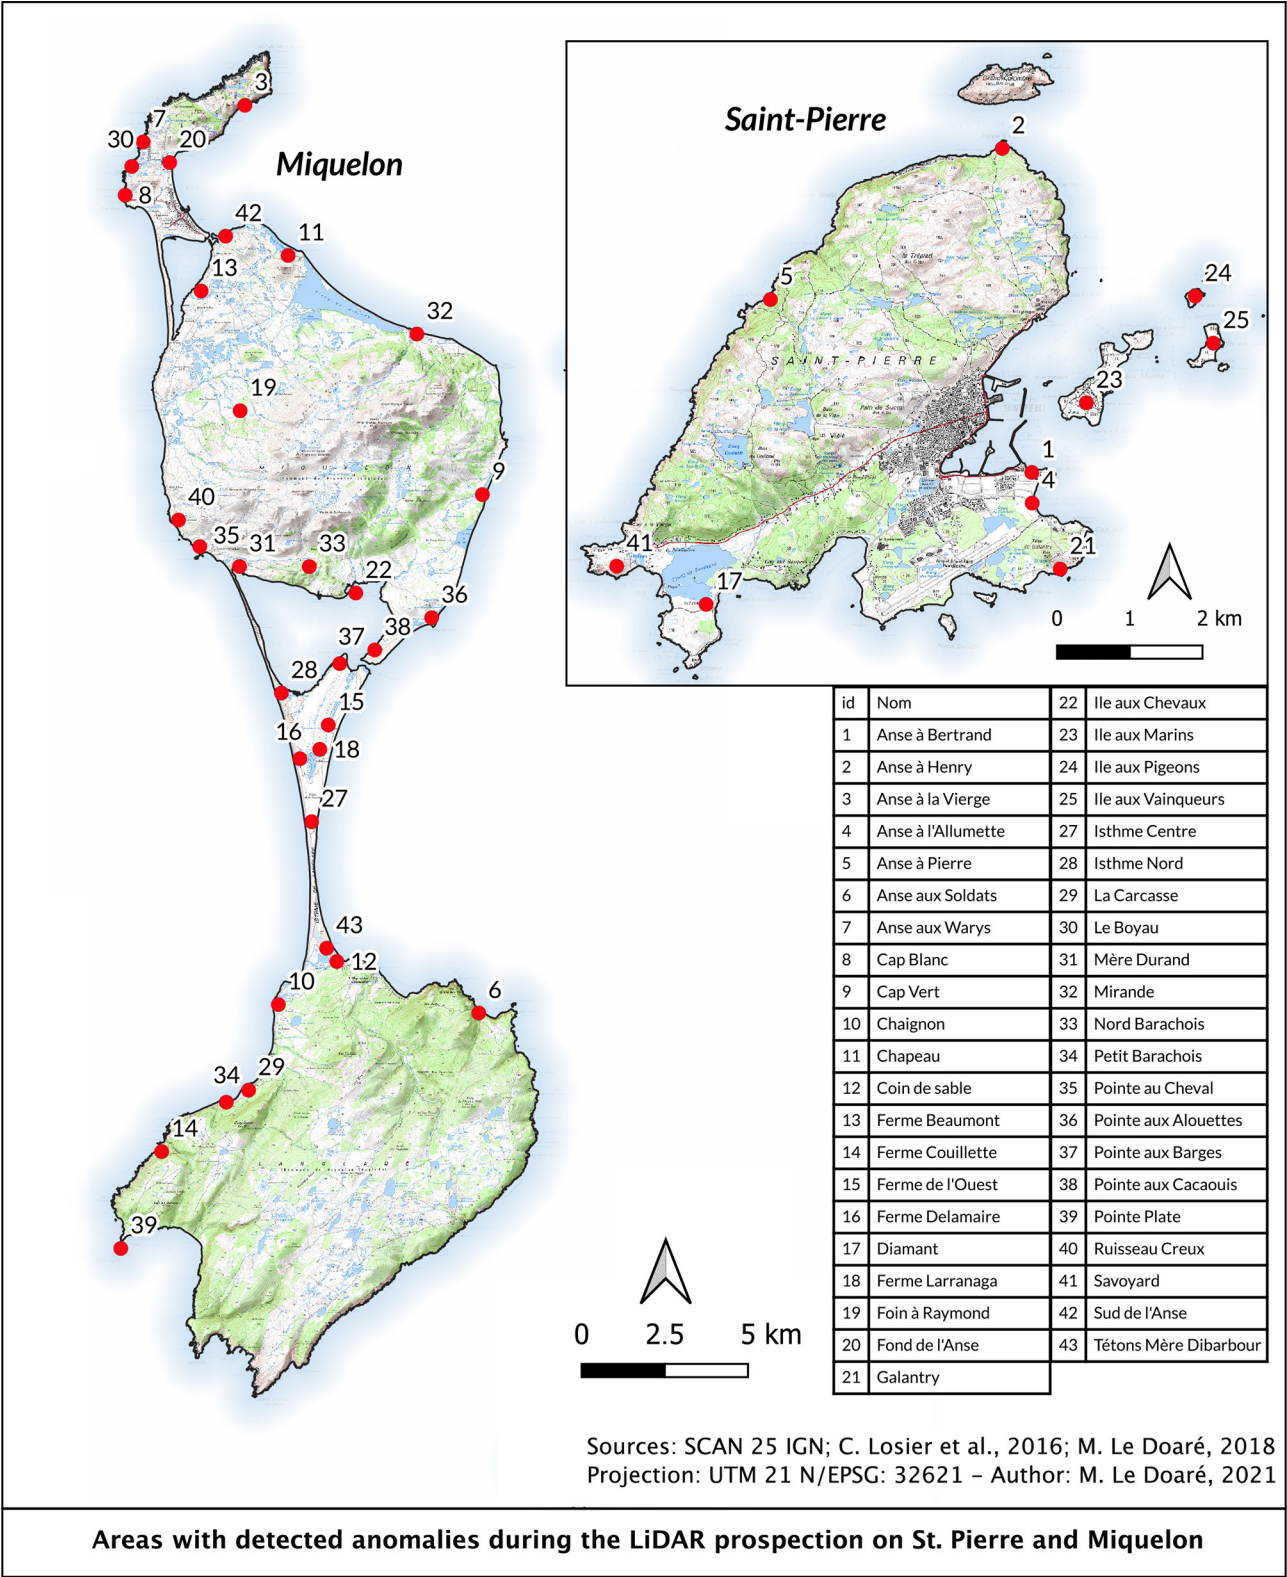 Miquelon
3
7
30
20
8
42
11
13
32
19
9
40
35
31
33
22
36
38
37
28
15
16
18
27
43
12
10
6
29
34
14
39
LANGLADE
0 2.5 5 km
Saint-Pierre
2
5
24
25
23
SAINT-PIERRE
1
4
41
21
17
0 1 2 km
id Nom 22 Ile aux Chevaux
1 Anse à Bertrand 23 Ile aux Marins
2 Anse à Henry 24 Ile aux Pigeons
3 Anse à la Vierge 25 Ile aux Vainqueurs
4 Anse à l'Allumette 27 Isthme Centre
5 Anse à Pierre 28 Isthme Nord
6 Anse aux Soldats 29 La Carcasse
7 Anse aux Warys 30 Le Boyau
8 Cap Blanc 31 Mère Durand
9 Cap Vert 32 Mirande
10 Chaignon 33 Nord Barachois
11 Chapeau 34 Petit Barachois
12 Coin de sable 35 Pointe au Cheval
13 Ferme Beaumont 36 Pointe aux Alouettes
14 Ferme Couillette 37 Pointe aux Barges
15 Ferme de l'Ouest 38 Pointe aux Cacaouis
16 Ferme Delamaire 39 Pointe Plate
17 Diamant 40 Ruisseau Creux
18 Ferme Larranaga 41 Savoyard
19 Foin à Raymond 42 Sud de l'Anse
20 Fond de l'Anse 43 Tétons Mère Dibarbour
21 Galantry
Sources: SCAN 25 IGN; C. Losier et al., 2016; M. Le Doaré, 2018
Projection: UTM 21 N/EPSG: 32621 – Author: M. Le Doaré, 2021
Areas with detected anomalies during the LiDAR prospection on St. Pierre and Miquelon